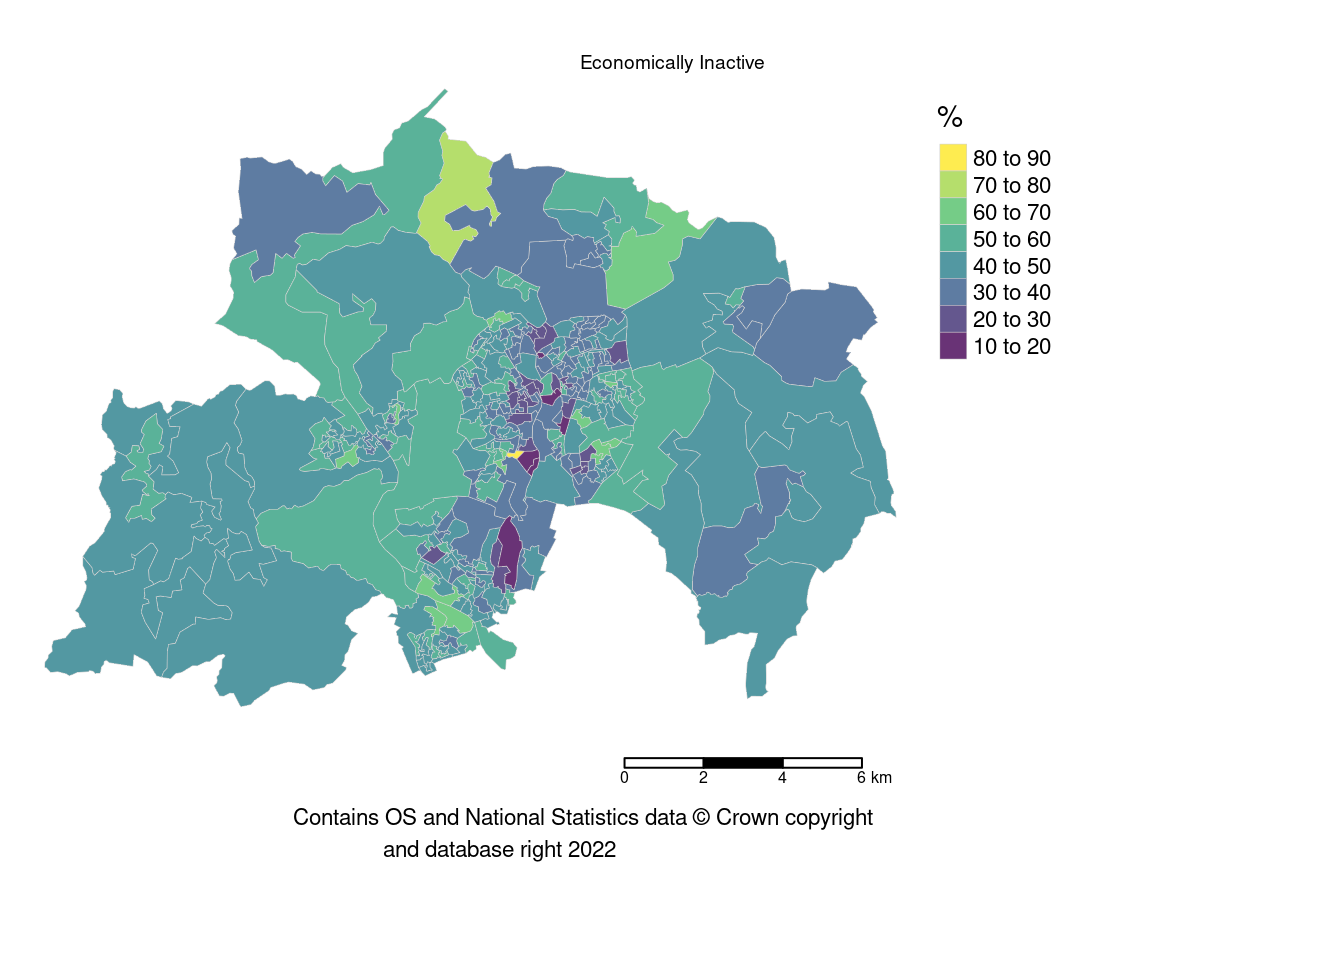 Economically Inactive
%
80 to 90
70 to 80
60 to 70
50 to 60
40 to 50
30 to 40
20 to 30
10 to 20
0 2 4 6 km
Contains OS and National Statistics data © Crown copyright
and database right 2022